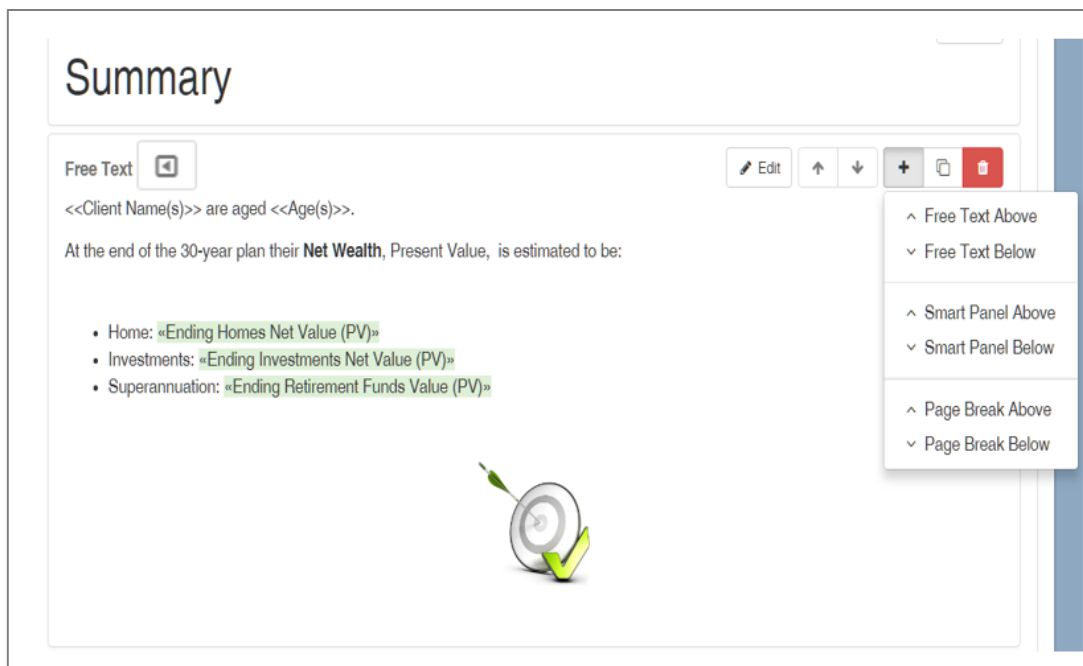 Summary
Free Text
Edit
<<Client Name(s)>> are aged <<Age(s)>>.
At the end of the 30-year plan their Net Wealth, Present Value,  is estimated to be:
• Home: «Ending Homes Net Value (PV)»
• Investments: «Ending Investments Net Value (PV)»
• Superannuation: «Ending Retirement Funds Value (PV)»
Free Text Above
Free Text Below
Smart Panel Above
Smart Panel Below
Page Break Above
Page Break Below